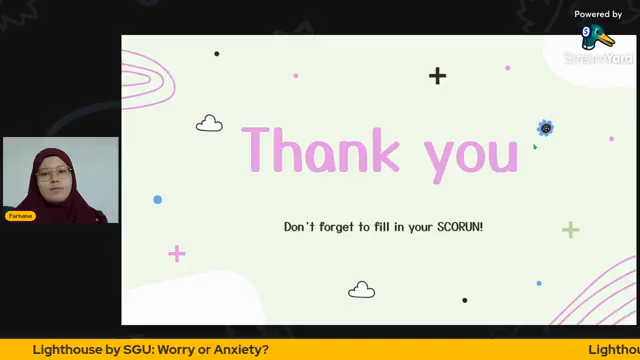 Powered by
StreamYard
Thank you
Farhana
Don't forget to fill in your SCORUN!
Lighthouse by SGU: Worry or Anxiety?
Lighthou